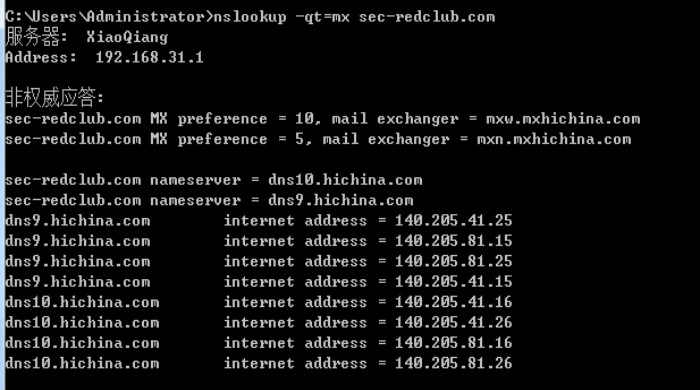 C:\Users\Administrator>nslookup -qt=mx sec-redclub.com
服务器:  XiaoQiang
Address:  192.168.31.1
非权威应答:
sec-redclub.com MX preference = 10, mail exchanger = mxw.mxhichina.com
sec-redclub.com MX preference = 5, mail exchanger = mxn.mxhichina.com
sec-redclub.com nameserver = dns10.hichina.com
sec-redclub.com nameserver = dns9.hichina.com
dns9.hichina.com        internet address = 140.205.41.25
dns9.hichina.com        internet address = 140.205.81.15
dns9.hichina.com        internet address = 140.205.81.25
dns9.hichina.com        internet address = 140.205.41.15
dns10.hichina.com       internet address = 140.205.41.16
dns10.hichina.com       internet address = 140.205.41.26
dns10.hichina.com       internet address = 140.205.81.16
dns10.hichina.com       internet address = 140.205.81.26